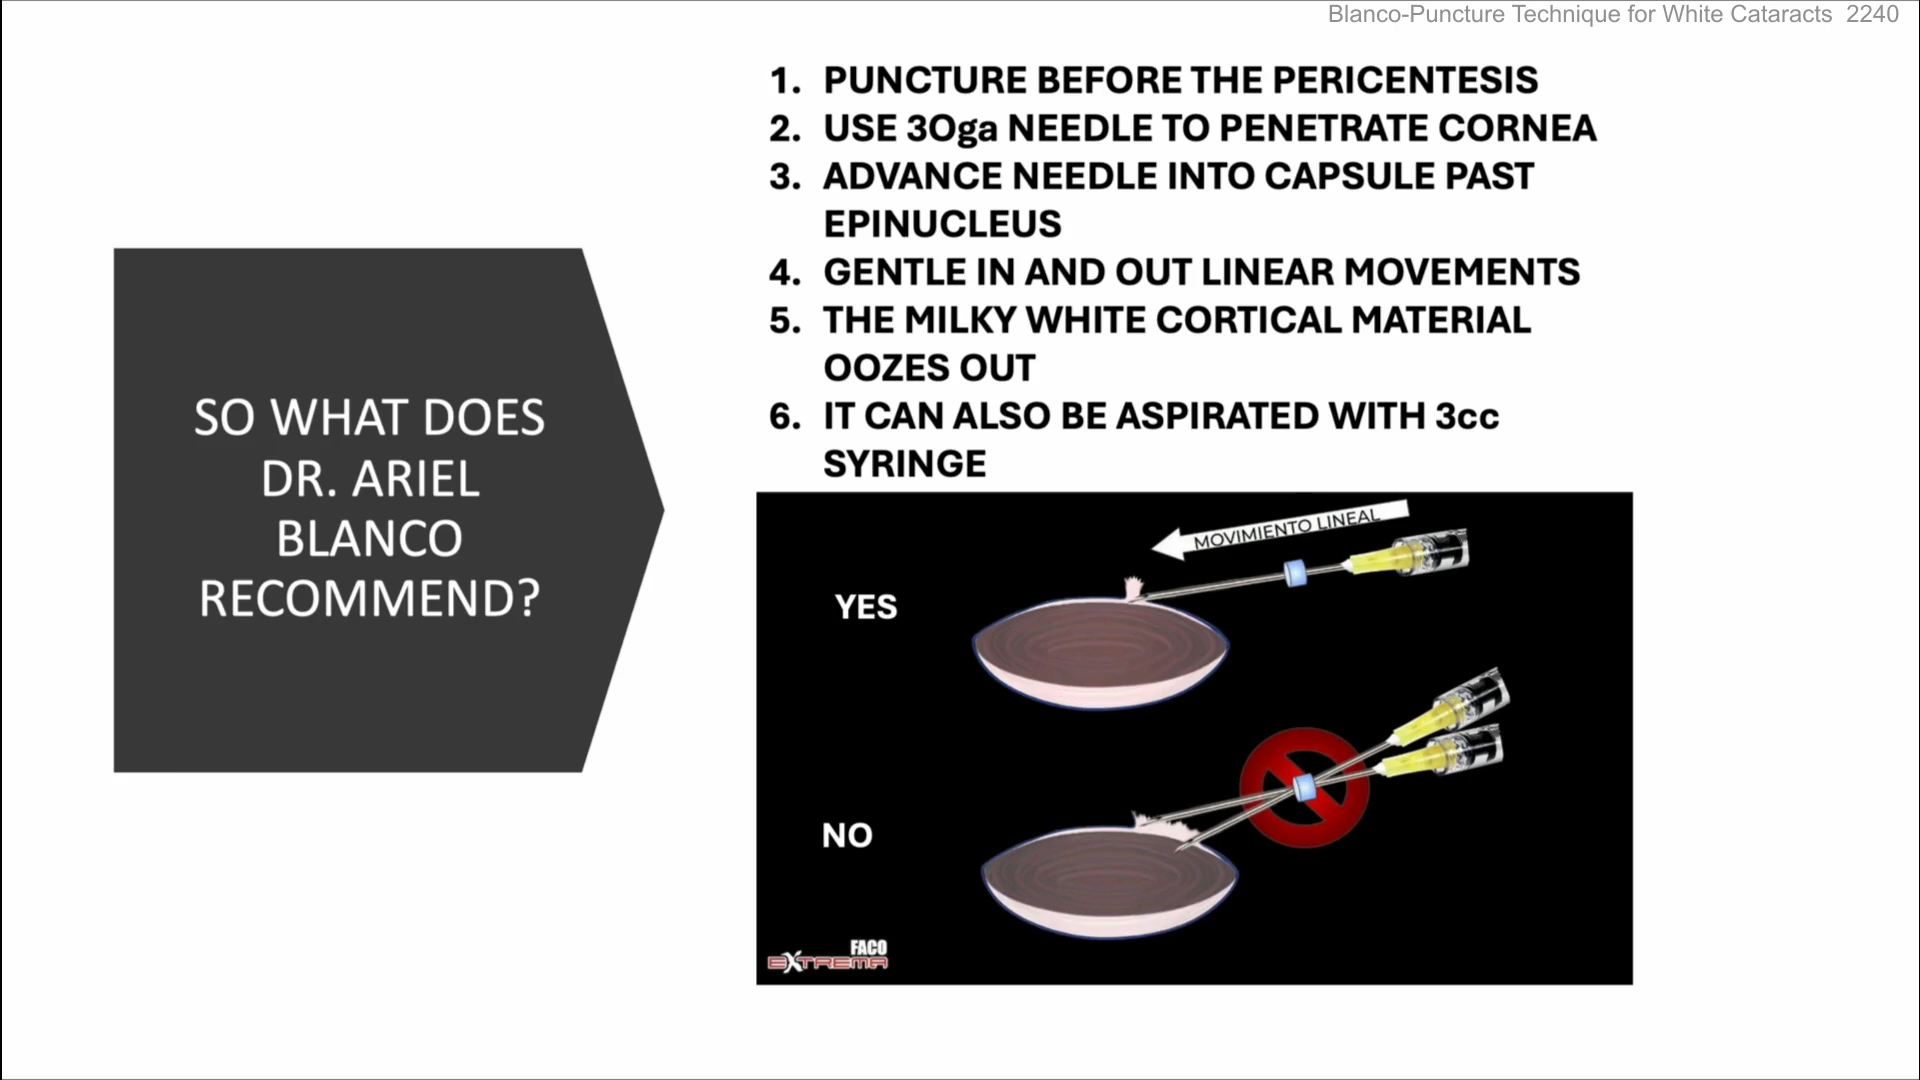 Blanco-Puncture Technique for White Cataracts 2240
SO WHAT DOES
DR. ARIEL
BLANCO
RECOMMEND?
1. PUNCTURE BEFORE THE PERICENTESIS
2. USE 3Oga NEEDLE TO PENETRATE CORNEA
3. ADVANCE NEEDLE INTO CAPSULE PAST
EPINUCLEUS
4. GENTLE IN AND OUT LINEAR MOVEMENTS
5. THE MILKY WHITE CORTICAL MATERIAL
OOZES OUT
6. IT CAN ALSO BE ASPIRATED WITH 3cc
SYRINGE
MOVIMIENTO LINEAL
YES
NO
FACO
EXTREMA